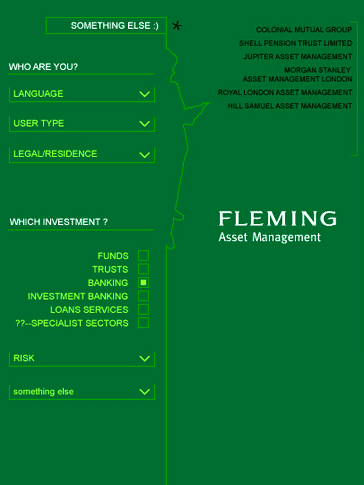 SOMETHING ELSE :)
*
WHO ARE YOU?
LANGUAGE
USER TYPE
LEGAL/RESIDENCE
WHICH INVESTMENT ?
FUNDS
TRUSTS
BANKING
INVESTMENT BANKING
LOANS SERVICES
??--SPECIALIST SECTORS
RISK
something else
COLONIAL MUTUAL GROUP
SHELL PENSION TRUST LIMITED
JUPITER ASSET MANAGEMENT
MORGAN STANLEY
ASSET MANAGEMENT LONDON
ROYAL LONDON ASSET MANAGEMENT
HILL SAMUEL ASSET MANAGEMENT
FLEMING
Asset Management